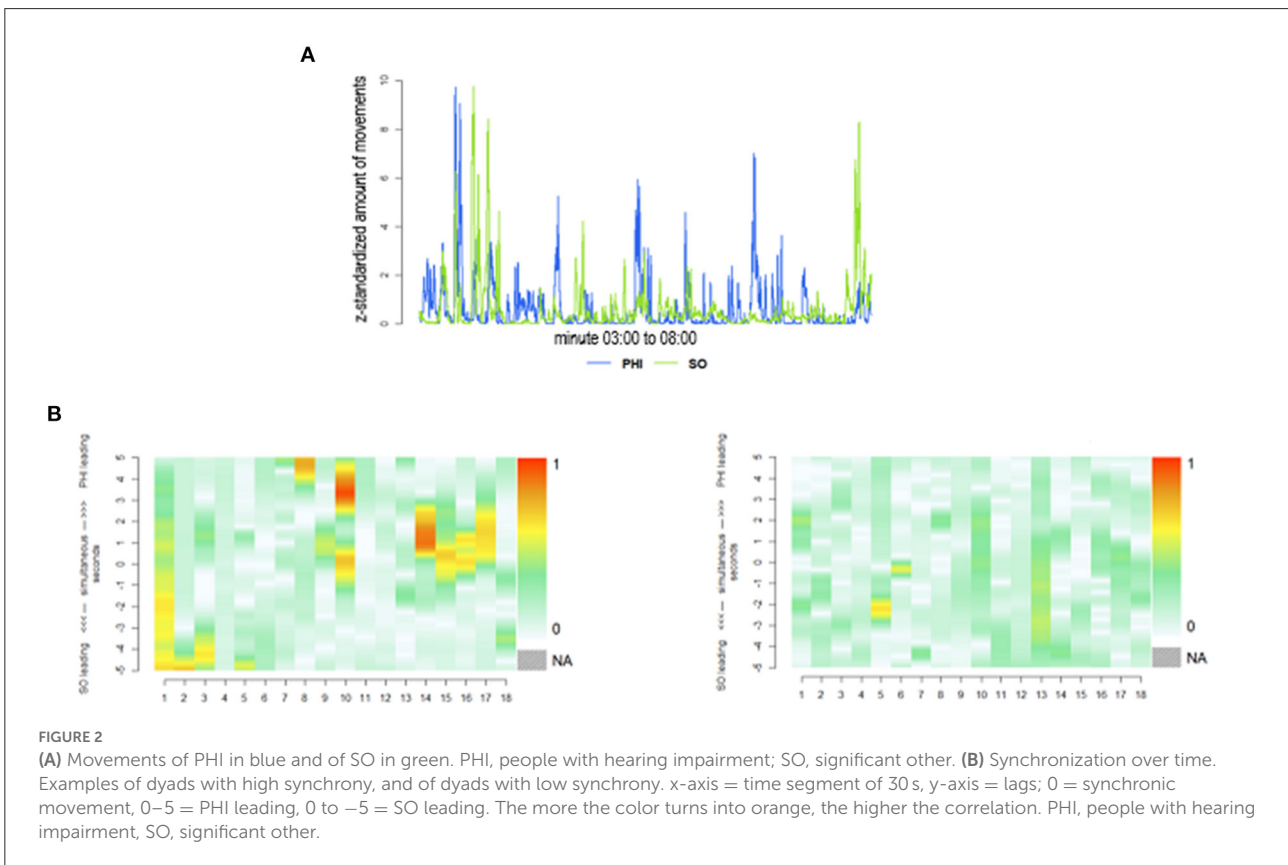 A
z-standardized amount of movements
0 2 4 6 8 10
minute 03:00 to 08:00
PHI SO
B
SO leading <<<— simultaneous —>>> PHI leading
seconds
5 4 3 2 1 0 -1 -2 -3 -4 -5
1 2 3 4 5 6 7 8 9 10 11 12 13 14 15 16 17 18
1
0
NA
SO leading <<<— simultaneous —>>> PHI leading
seconds
5 4 3 2 1 0 -1 -2 -3 -4 -5
1 2 3 4 5 6 7 8 9 10 11 12 13 14 15 16 17 18
1
0
NA
FIGURE 2
(A) Movements of PHI in blue and of SO in green. PHI, people with hearing impairment; SO, significant other. (B) Synchronization over time.
Examples of dyads with high synchrony, and of dyads with low synchrony. x-axis = time segment of 30 s, y-axis = lags; 0 = synchronic
movement, 0–5 = PHI leading, 0 to −5 = SO leading. The more the color turns into orange, the higher the correlation. PHI, people with hearing
impairment, SO, significant other.